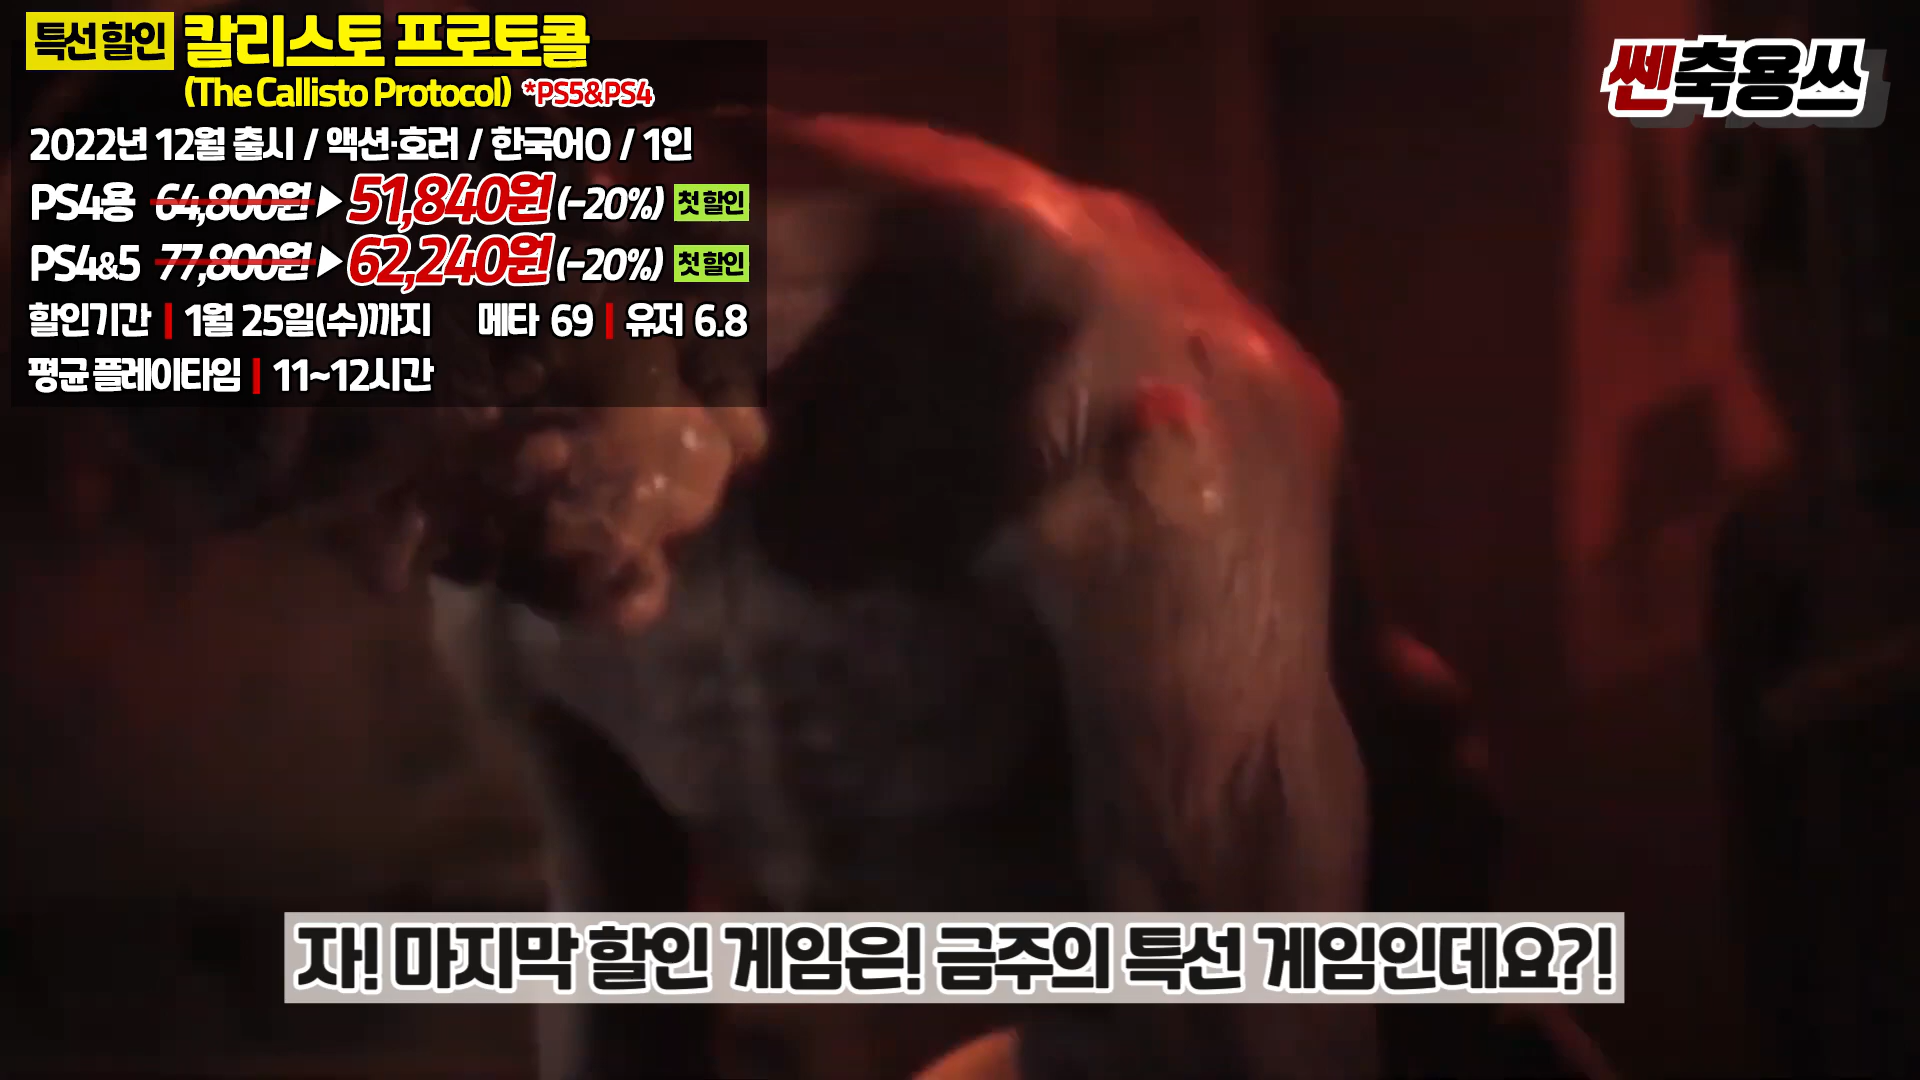 특선 할인 칼리스토 프로토콜
(The Callisto Protocol) *PS5&PS4
쎈축용쓰
2022년 12월 출시 / 액션·호러 / 한국어O / 1인
PS4용 64,800원 ▶ 51,840원 (-20%) 첫 할인
PS4&5 77,800원 ▶ 62,240원 (-20%) 첫 할인
할인기간 | 1월 25일(수)까지 메타 69 | 유저 6.8
평균 플레이타임 | 11~12시간
자! 마지막 할인 게임은! 금주의 특선 게임인데요?!